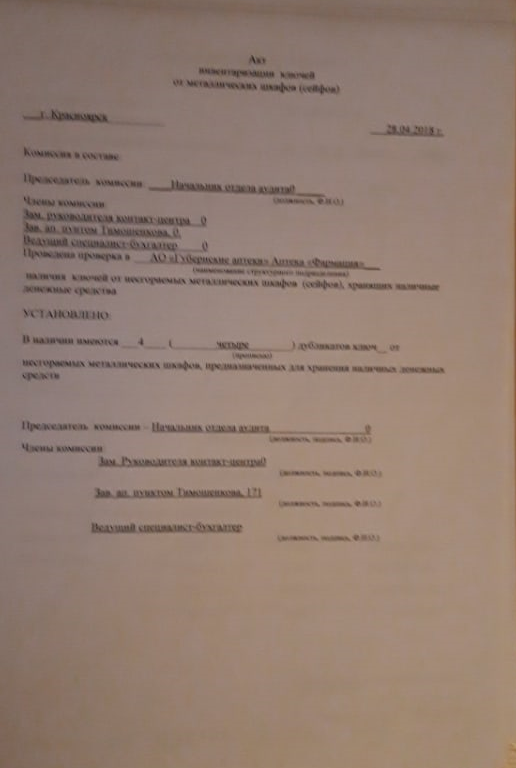 Акт
инвентаризации ключей
от металлических шкафов (сейфов)
г. Красноярск
28.04.2018 г.
Комиссия в составе:
Председатель комиссии Начальник отдела аудита0
(должность, Ф.И.О.)
Члены комиссии:
Зам. руководителя контакт-центра 0
Зав. ап. пунктом Тимошенкова, 0.
Ведущий специалист-бухгалтер 0
Проведена проверка в АО «Губернские аптеки» Аптека «Фармация»
(наименование структурного подразделения)
наличия ключей от несгораемых металлических шкафов (сейфов), хранящих наличные
денежные средства
УСТАНОВЛЕНО:
В наличии имеются 4 ( четыре ) дубликатов ключ__ от
(прописью)
несгораемых металлических шкафов, предназначенных для хранения наличных денежных
средств
Председатель комиссии – Начальник отдела аудита 0
(должность, подпись, Ф.И.О.)
Члены комиссии:
Зам. Руководителя контакт-центра0
(должность, подпись, Ф.И.О.)
Зав. ап. пунктом Тимошенкова, 171
(должность, подпись, Ф.И.О.)
Ведущий специалист-бухгалтер
(должность, подпись, Ф.И.О.)